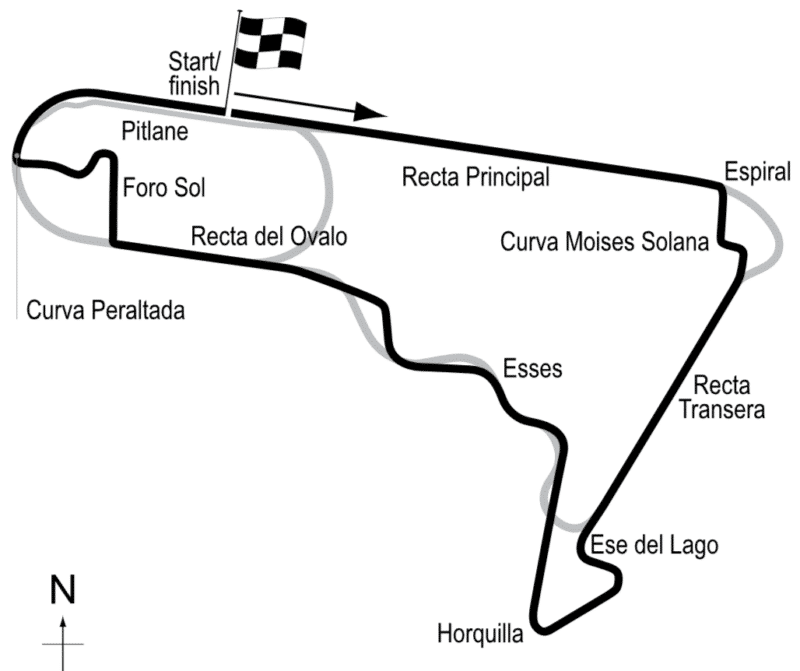 Start/
finish
Pitlane
Espiral
Recta Principal
Foro Sol
Recta del Ovalo
Curva Moises Solana
Curva Peraltada
Esses
Recta
Transera
Ese del Lago
N
Horquilla